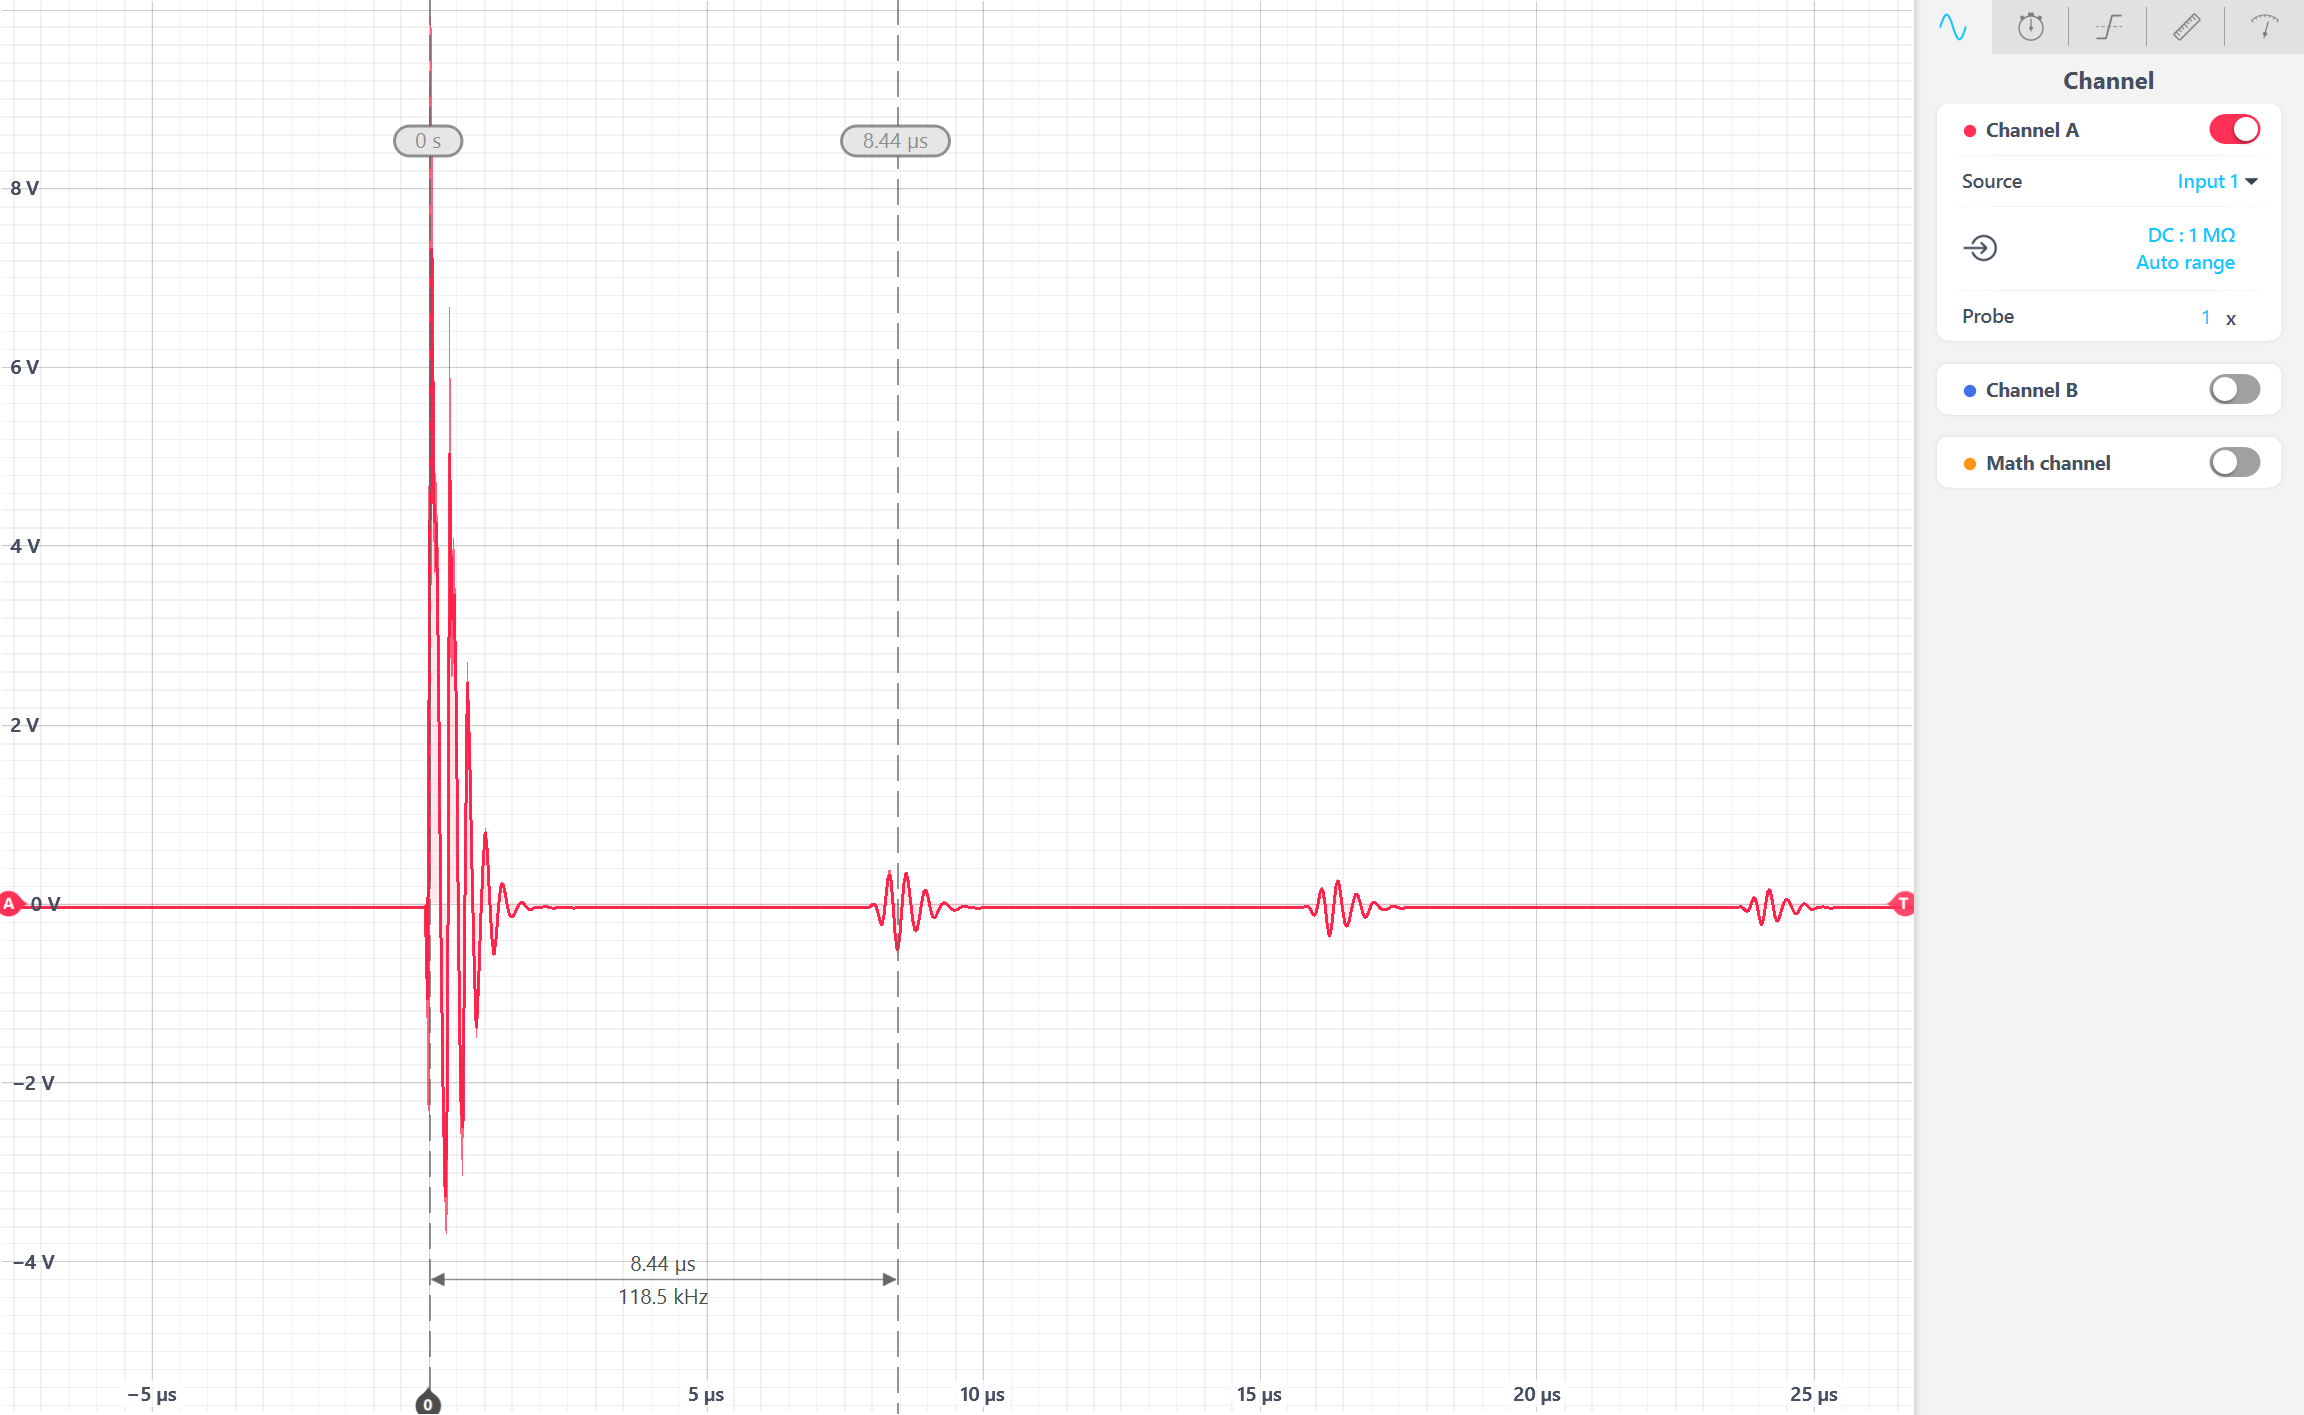 0 s
8.44 µs
8 V
6 V
4 V
2 V
A
0 V
T
−2 V
−4 V
8.44 µs
118.5 kHz
−5 µs
0
5 µs
10 µs
15 µs
20 µs
25 µs
Channel
Channel A
Source
Input 1
DC : 1 MΩ
Auto range
Probe
1 x
Channel B
Math channel